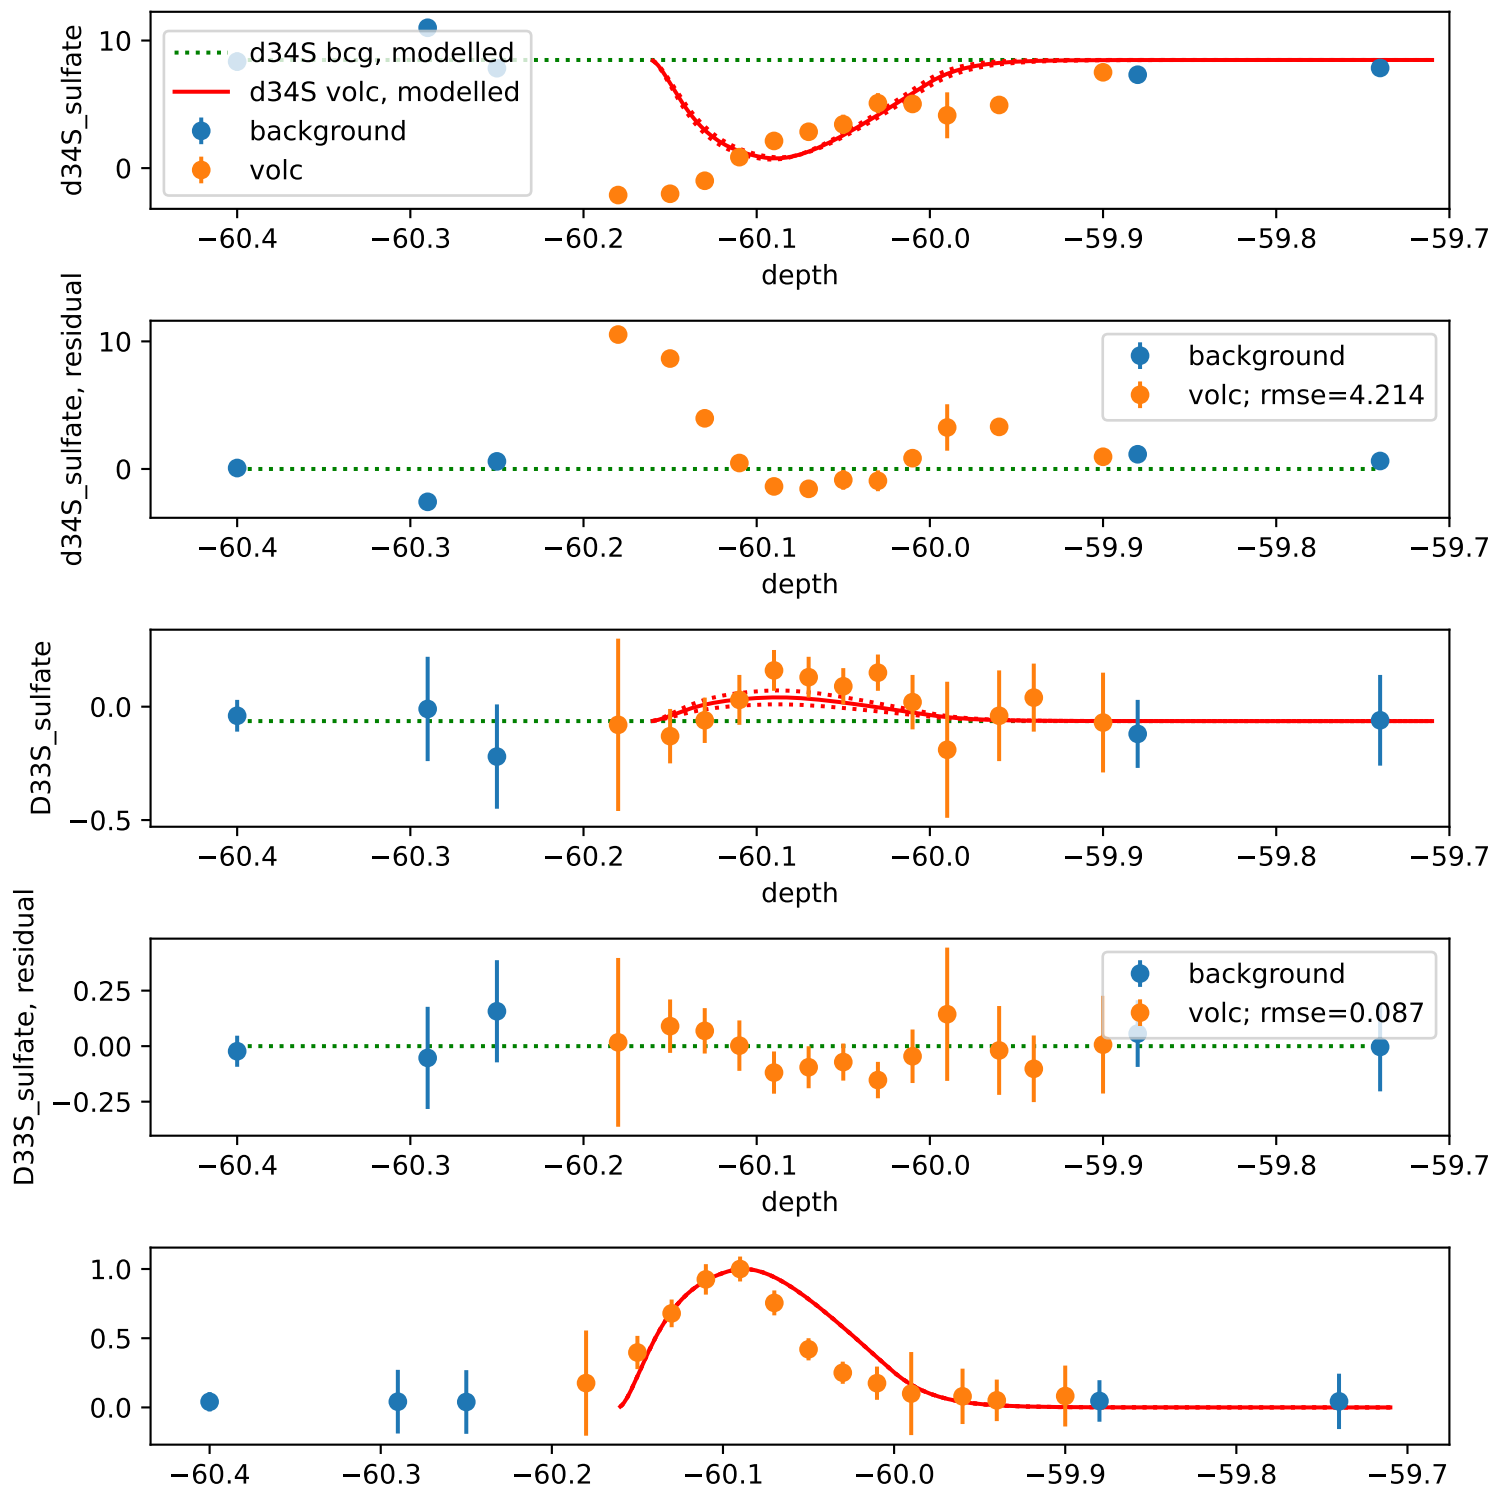 d34S_sulfate
10
0
d34S bcg, modelled
d34S volc, modelled
background
volc
−60.4 −60.3 −60.2 −60.1 −60.0 −59.9 −59.8 −59.7
depth
d34S_sulfate, residual
10
0
background
volc; rmse=4.214
−60.4 −60.3 −60.2 −60.1 −60.0 −59.9 −59.8 −59.7
depth
D33S_sulfate
0.0
−0.5
−60.4 −60.3 −60.2 −60.1 −60.0 −59.9 −59.8 −59.7
depth
D33S_sulfate, residual
0.25
0.00
−0.25
background
volc; rmse=0.087
−60.4 −60.3 −60.2 −60.1 −60.0 −59.9 −59.8 −59.7
depth
1.0
0.5
0.0
−60.4 −60.3 −60.2 −60.1 −60.0 −59.9 −59.8 −59.7